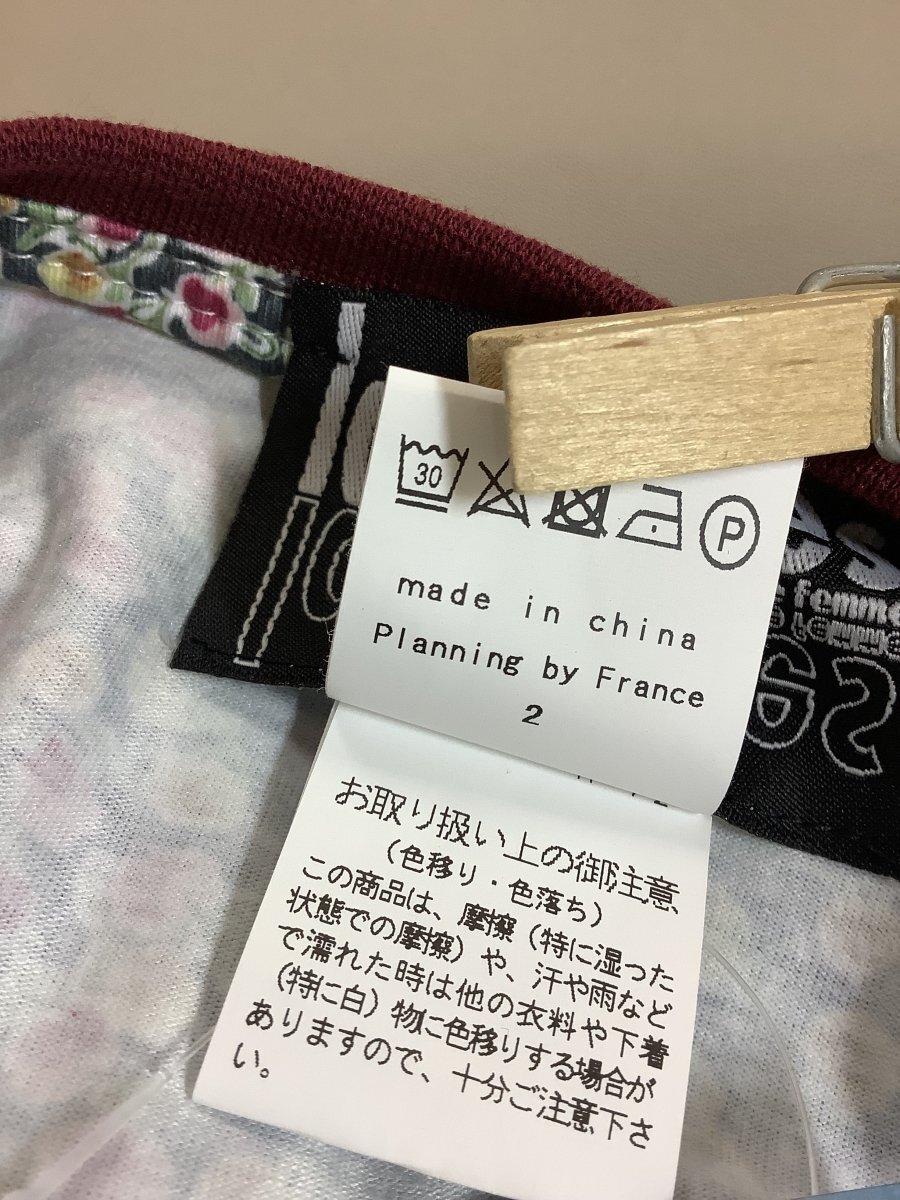 30
P
made in china
Planning by France
2
お取り扱い上の御注意
(色移り・色落ち)
この商品は、摩擦(特に湿った
状態での摩擦)や、汗や雨など
で濡れた時は他の衣料や下着
(特に白)物に色移りする場合が
ありますので、十分ご注意下さ
い。
femme